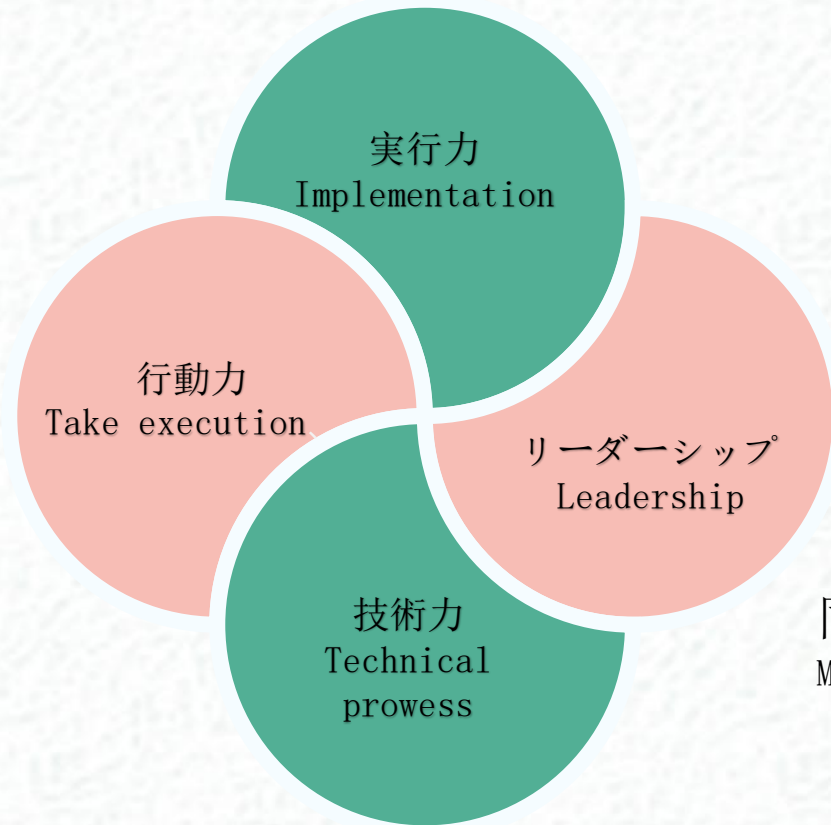 実行力
Implementation
行動力
Take execution
リーダーシップ
Leadership
技術力
Technical
prowess